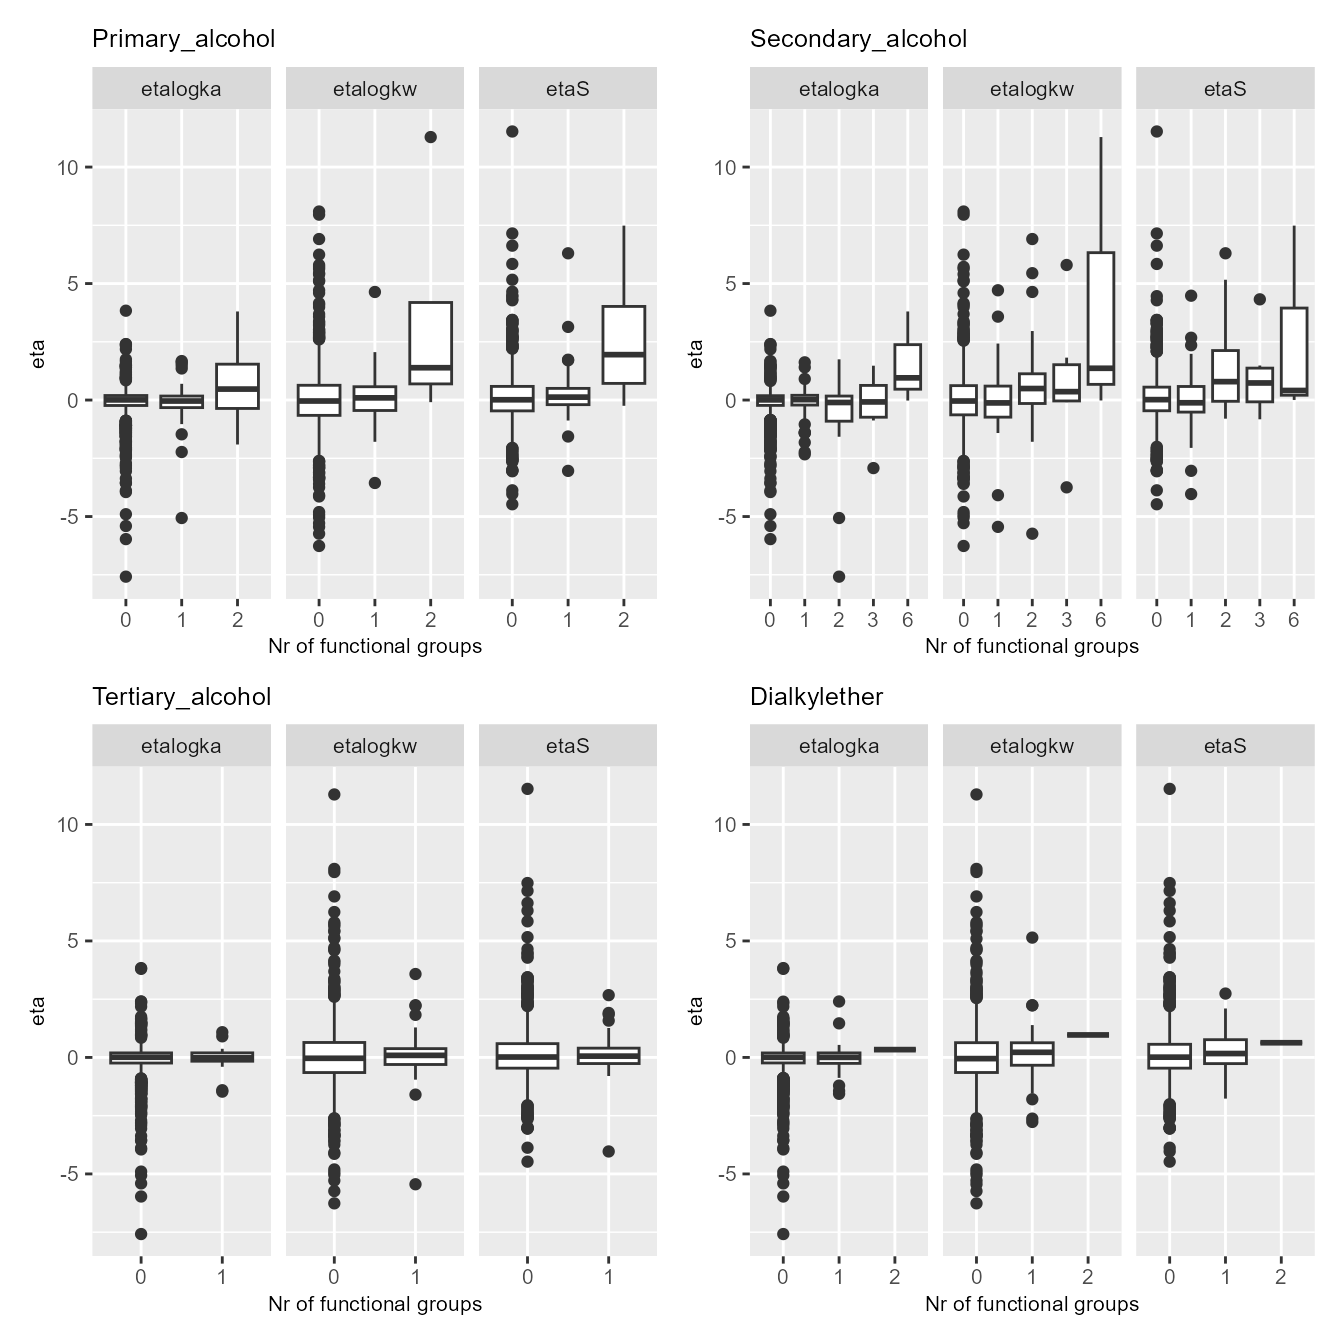 Primary_alcohol Secondary_alcohol
etalogka etalogkw etaS etalogka etalogkw etaS
10 10
5 5
0 0
-5 -5
eta eta
0 1 2 0 1 2 0 1 2 0 1 2 3 6 0 1 2 3 6 0 1 2 3 6
Nr of functional groups Nr of functional groups
Tertiary_alcohol Dialkylether
etalogka etalogkw etaS etalogka etalogkw etaS
10 10
5 5
0 0
-5 -5
eta eta
0 1 0 1 0 1 0 1 2 0 1 2 0 1 2
Nr of functional groups Nr of functional groups